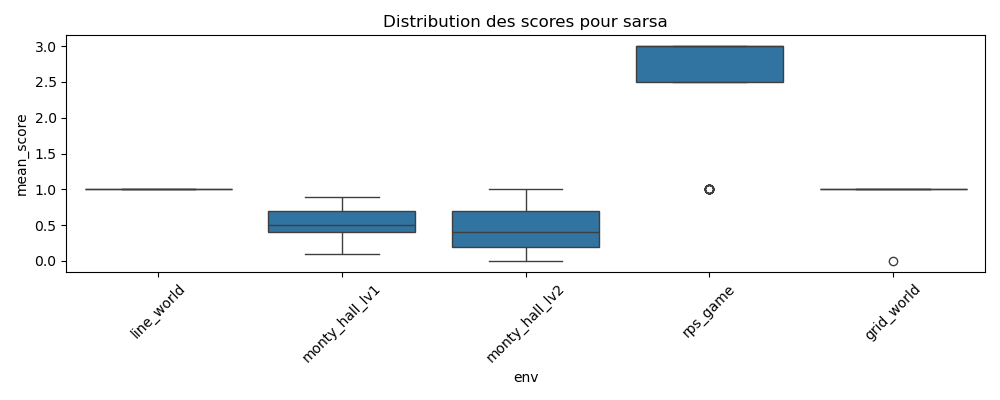 Distribution des scores pour sarsa
mean_score
3.0
2.5
2.0
1.5
1.0
0.5
0.0
line_world
monty_hall_lv1
monty_hall_lv2
rps_game
grid_world
env